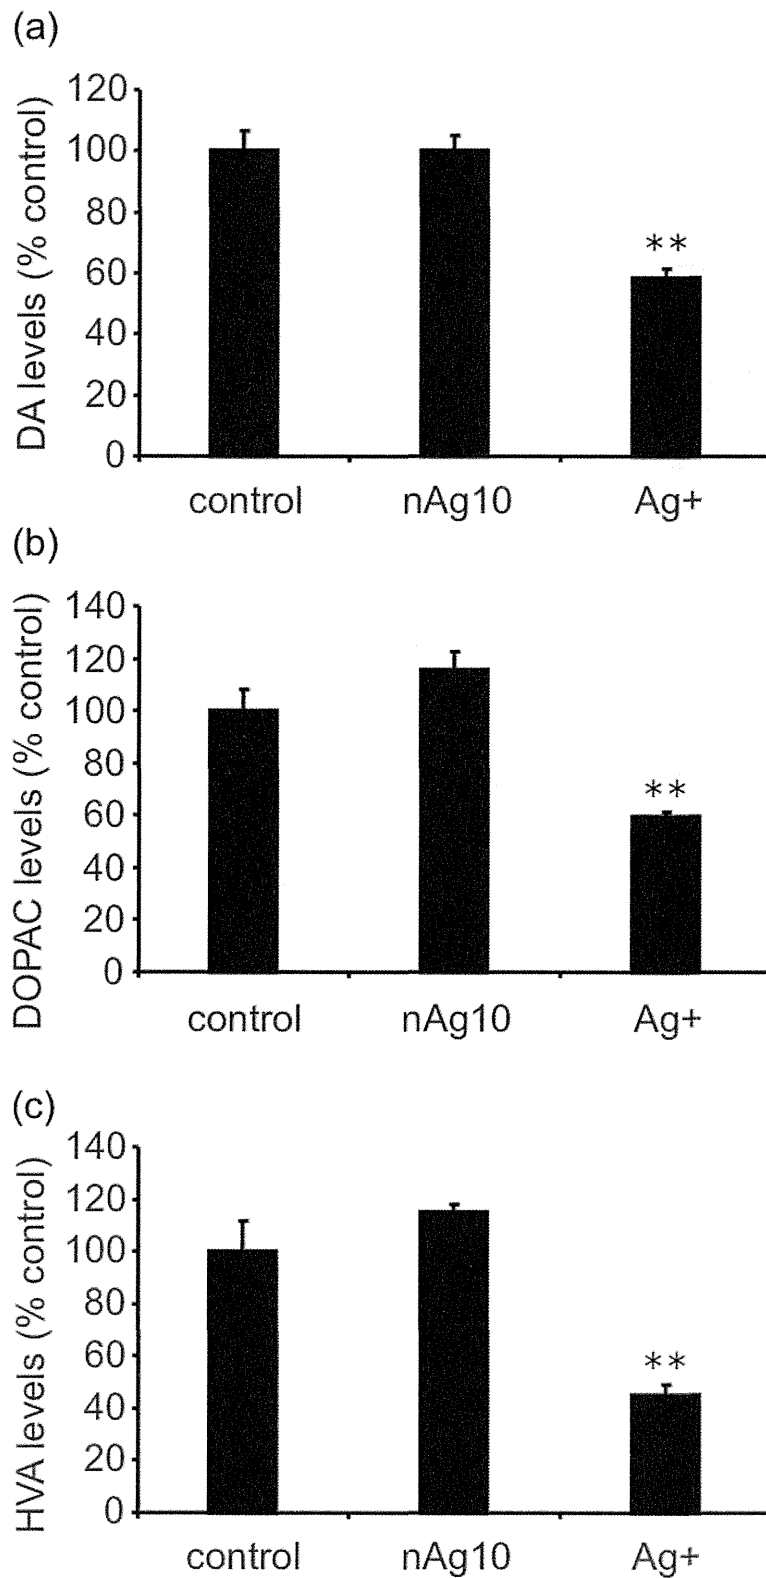 (a)
DA levels (% control)
120
100
80
60
40
20
0
**
control nAg10 Ag+
(b)
DOPAC levels (% control)
140
120
100
80
60
40
20
0
**
control nAg10 Ag+
(c)
HVA levels (% control)
140
120
100
80
60
40
20
0
**
control nAg10 Ag+